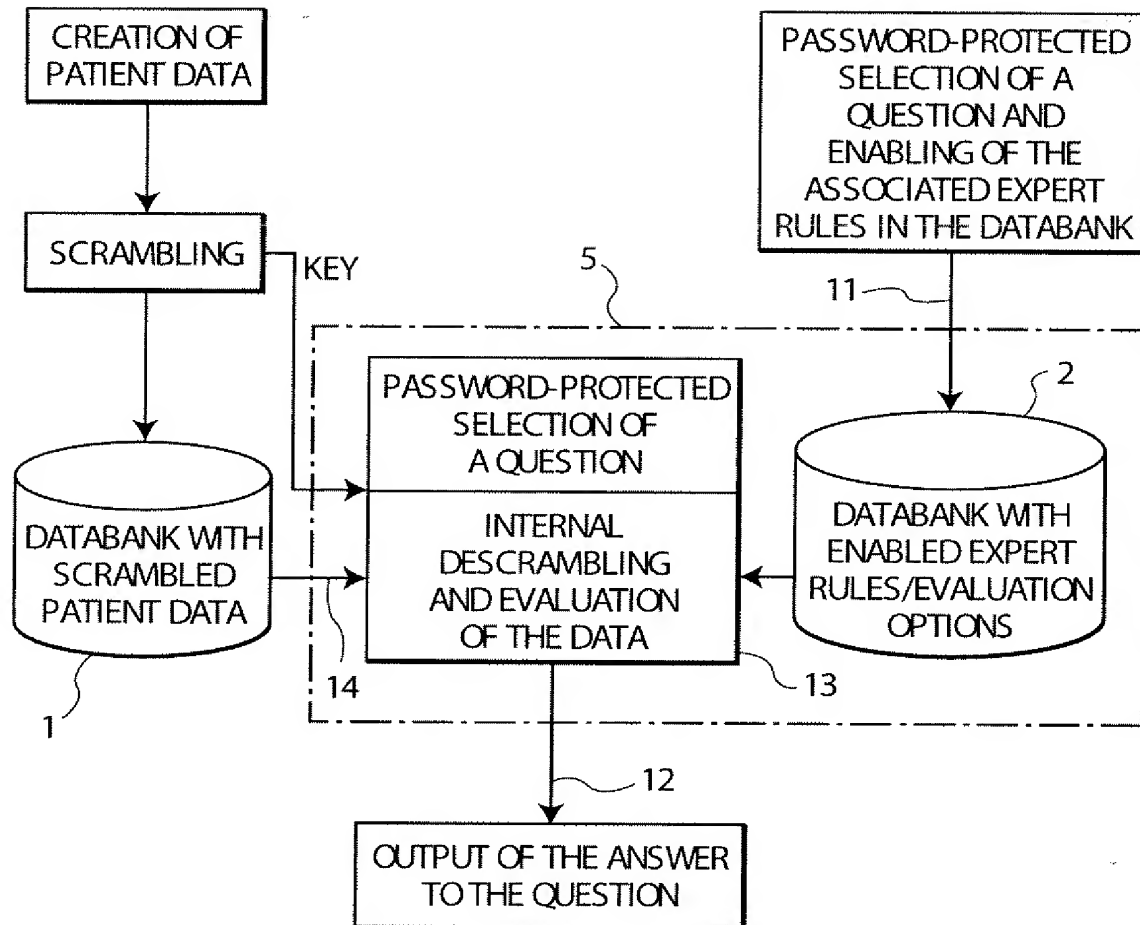 CREATION OF
PATIENT DATA
PASSWORD-PROTECTED
SELECTION OF A
QUESTION AND
ENABLING OF THE
ASSOCIATED EXPERT
RULES IN THE DATABANK
SCRAMBLING
KEY
5
11
PASSWORD-PROTECTED
SELECTION OF
A QUESTION
2
DATABANK WITH
SCRAMBLED
PATIENT DATA
INTERNAL
DESCRAMBLING
AND EVALUATION
OF THE DATA
DATABANK WITH
ENABLED EXPERT
RULES/EVALUATION
OPTIONS
1
14
13
12
OUTPUT OF THE ANSWER
TO THE QUESTION